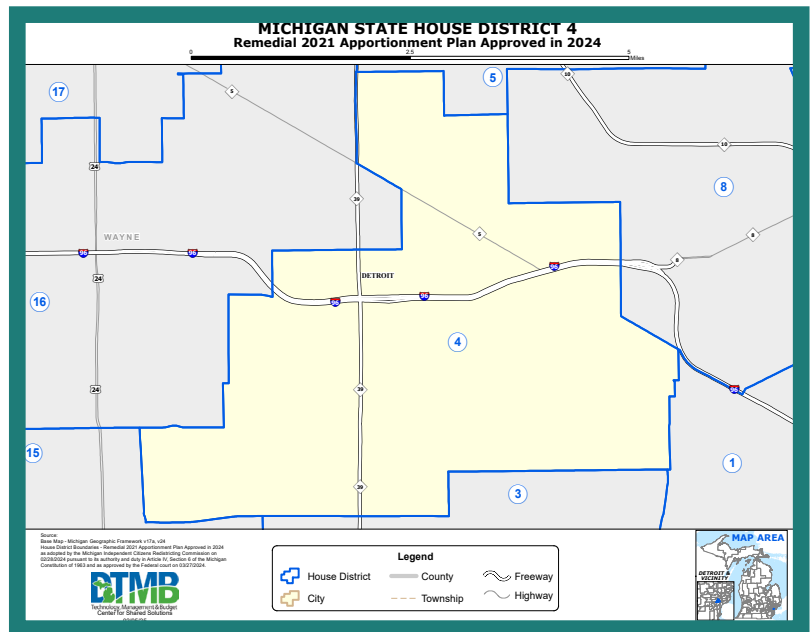 MICHIGAN STATE HOUSE DISTRICT 4
Remedial 2021 Apportionment Plan Approved in 2024
0 2.5 5
Miles
17
5
5
10
10
24
8
39
8
5
WAYNE
96
96
96
8
DETROIT
24
96
96
16
4
24
39
96
15
1
39
3
Source:
Base Map - Michigan Geographic Framework v17a, v24
House District Boundaries - Remedial 2021 Apportionment Plan Approved in 2024
as adopted by the Michigan Independent Citizens Redistricting Commission on
02/28/2024 pursuant to its authority and duty in Article IV, Section 6 of the Michigan
Constitution of 1963 and as approved by the Federal court on 03/27/2024.
DTMB
Technology, Management & Budget
Center for Shared Solutions
Legend
House District
County
Freeway
City
Township
Highway
MAP AREA
DETROIT &
VICINITY